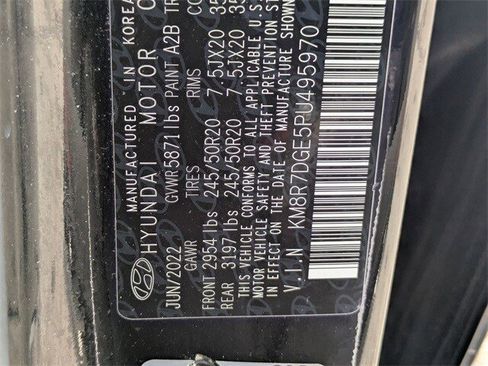 MANUFACTURED IN KOREA
HYUNDAI MOTOR
JUN/2022 GVWR 5871 lbs PAINT A2B
GAWR TIRES RIMS
FRONT 2954 lbs 245/50R20 7.5JX20 35
REAR 3197 lbs 245/50R20 7.5JX20 35
THIS VEHICLE CONFORMS TO ALL APPLICABLE U.S.
MOTOR VEHICLE SAFETY AND THEFT PREVENTION
IN EFFECT ON THE DATE OF MANUFACTURE SHOWN
V.I.N. KM8R7DGE5PU495970